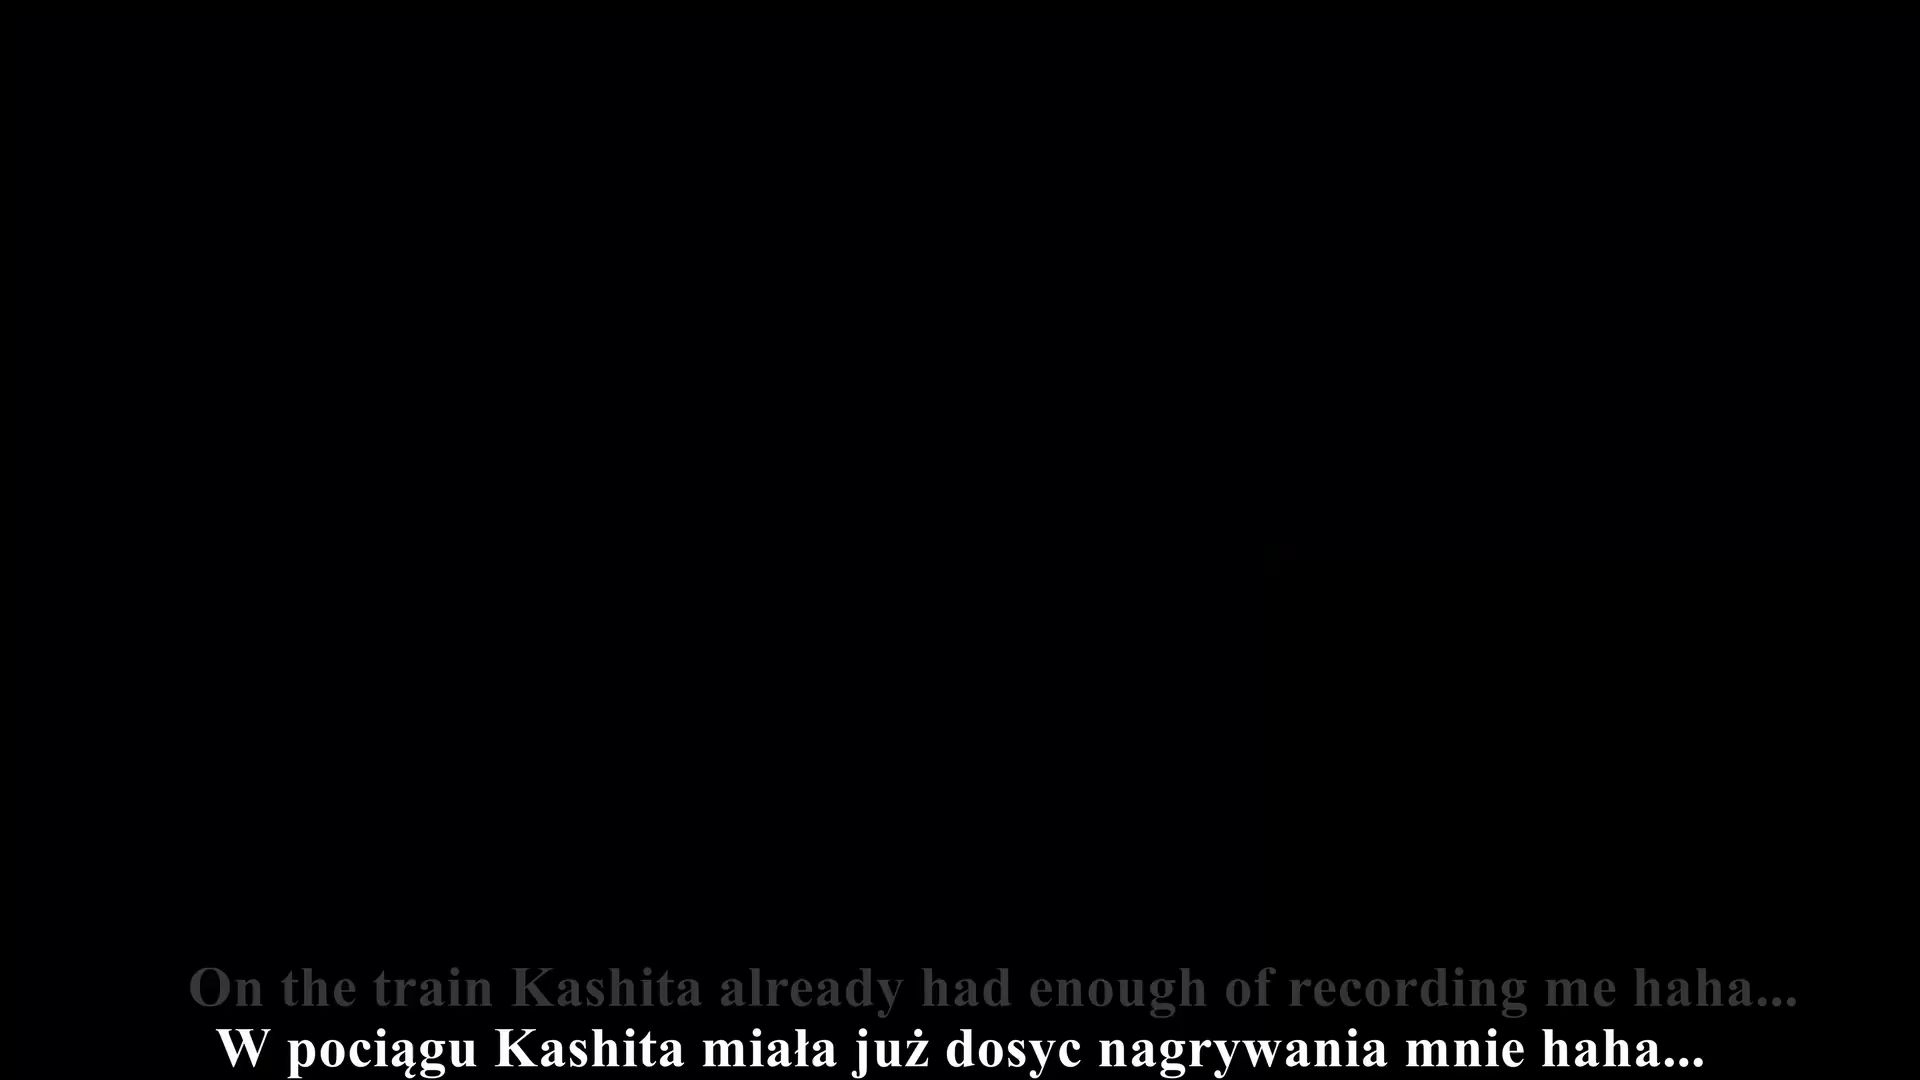 On the train Kashita already had enough of recording me haha...
W pociągu Kashita miała już dosyc nagrywania mnie haha...